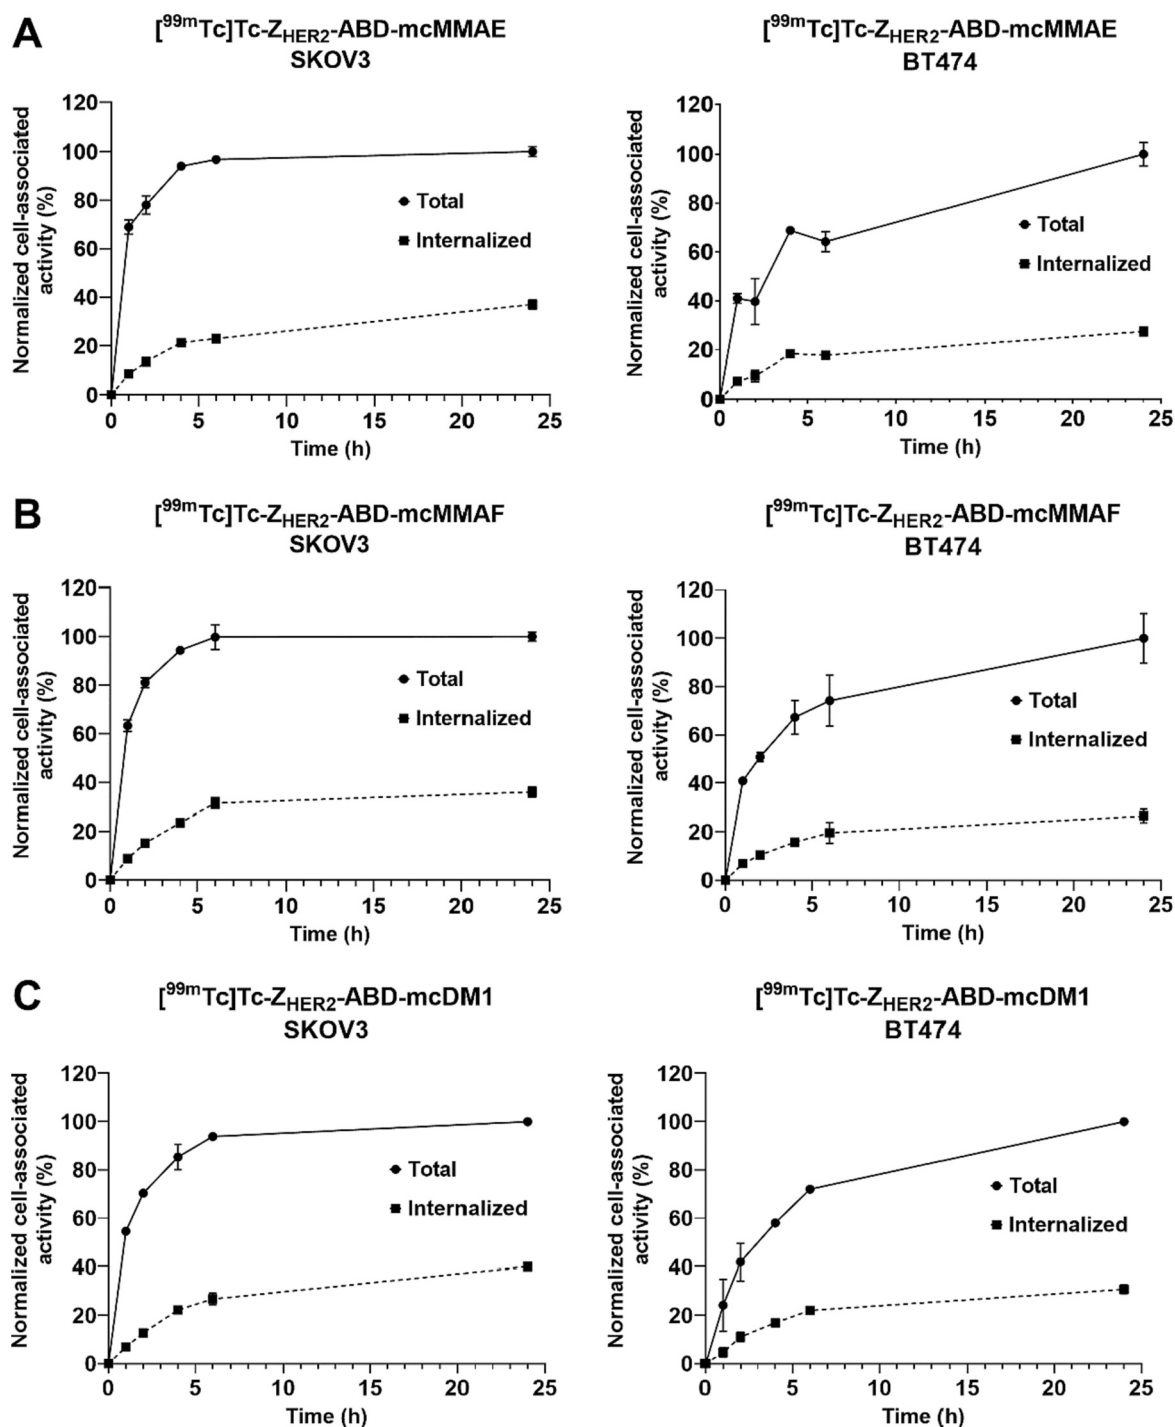 A
[99mTc]Tc-ZHER2-ABD-mcMMAE
SKOV3
Normalized cell-associated
activity (%)
120
100
80
60
40
20
0
Total
Internalized
0 5 10 15 20 25
Time (h)
[99mTc]Tc-ZHER2-ABD-mcMMAE
BT474
Normalized cell-associated
activity (%)
120
100
80
60
40
20
0
Total
Internalized
0 5 10 15 20 25
Time (h)
B
[99mTc]Tc-ZHER2-ABD-mcMMAF
SKOV3
Normalized cell-associated
activity (%)
120
100
80
60
40
20
0
Total
Internalized
0 5 10 15 20 25
Time (h)
[99mTc]Tc-ZHER2-ABD-mcMMAF
BT474
Normalized cell-associated
activity (%)
120
100
80
60
40
20
0
Total
Internalized
0 5 10 15 20 25
Time (h)
C
[99mTc]Tc-ZHER2-ABD-mcDM1
SKOV3
Normalized cell-associated
activity (%)
120
100
80
60
40
20
0
Total
Internalized
0 5 10 15 20 25
Time (h)
[99mTc]Tc-ZHER2-ABD-mcDM1
BT474
Normalized cell-associated
activity (%)
120
100
80
60
40
20
0
Total
Internalized
0 5 10 15 20 25
Time (h)